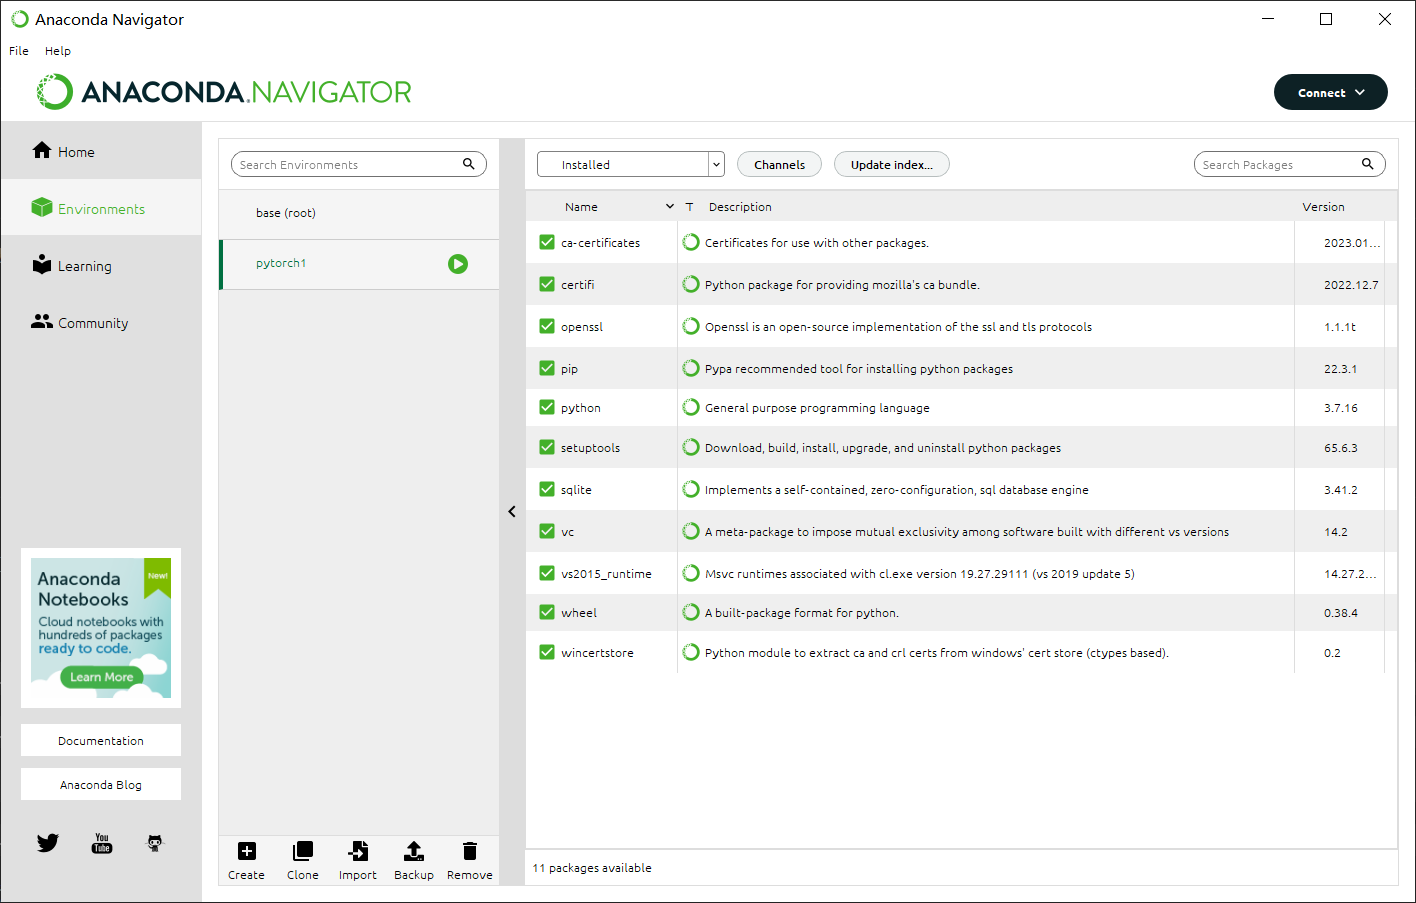 Anaconda Navigator
File Help
ANACONDA.NAVIGATOR
Connect
Home
Environments
Learning
Community
Anaconda
Notebooks
New!
Cloud notebooks with
hundreds of packages
ready to code.
Learn More
Documentation
Anaconda Blog
You
Tube
Search Environments
base (root)
pytorch1
Create Clone Import Backup Remove
Installed Channels Update index... Search Packages
Name T Description Version
ca-certificates Certificates for use with other packages. 2023.01...
certifi Python package for providing mozilla's ca bundle. 2022.12.7
openssl Openssl is an open-source implementation of the ssl and tls protocols 1.1.1t
pip Pypa recommended tool for installing python packages 22.3.1
python General purpose programming language 3.7.16
setuptools Download, build, install, upgrade, and uninstall python packages 65.6.3
sqlite Implements a self-contained, zero-configuration, sql database engine 3.41.2
vc A meta-package to impose mutual exclusivity among software built with different vs versions 14.2
vs2015_runtime Msvc runtimes associated with cl.exe version 19.27.29111 (vs 2019 update 5) 14.27.2...
wheel A built-package format for python. 0.38.4
wincertstore Python module to extract ca and crl certs from windows' cert store (ctypes based). 0.2
11 packages available